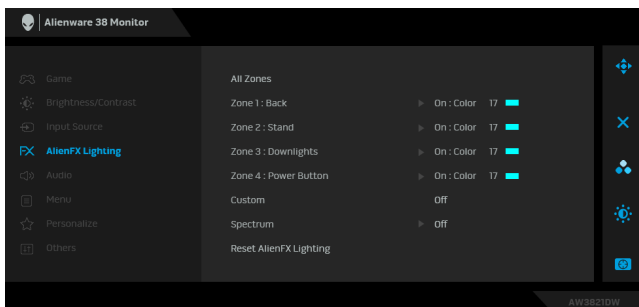 Alienware 38 Monitor
Game
Brightness/Contrast
Input Source
AlienFX Lighting
Audio
Menu
Personalize
Others
All Zones
Zone 1 : Back On : Color 17
Zone 2 : Stand On : Color 17
Zone 3 : Downlights On : Color 17
Zone 4 : Power Button On : Color 17
Custom Off
Spectrum Off
Reset AlienFX Lighting
AW3821DW